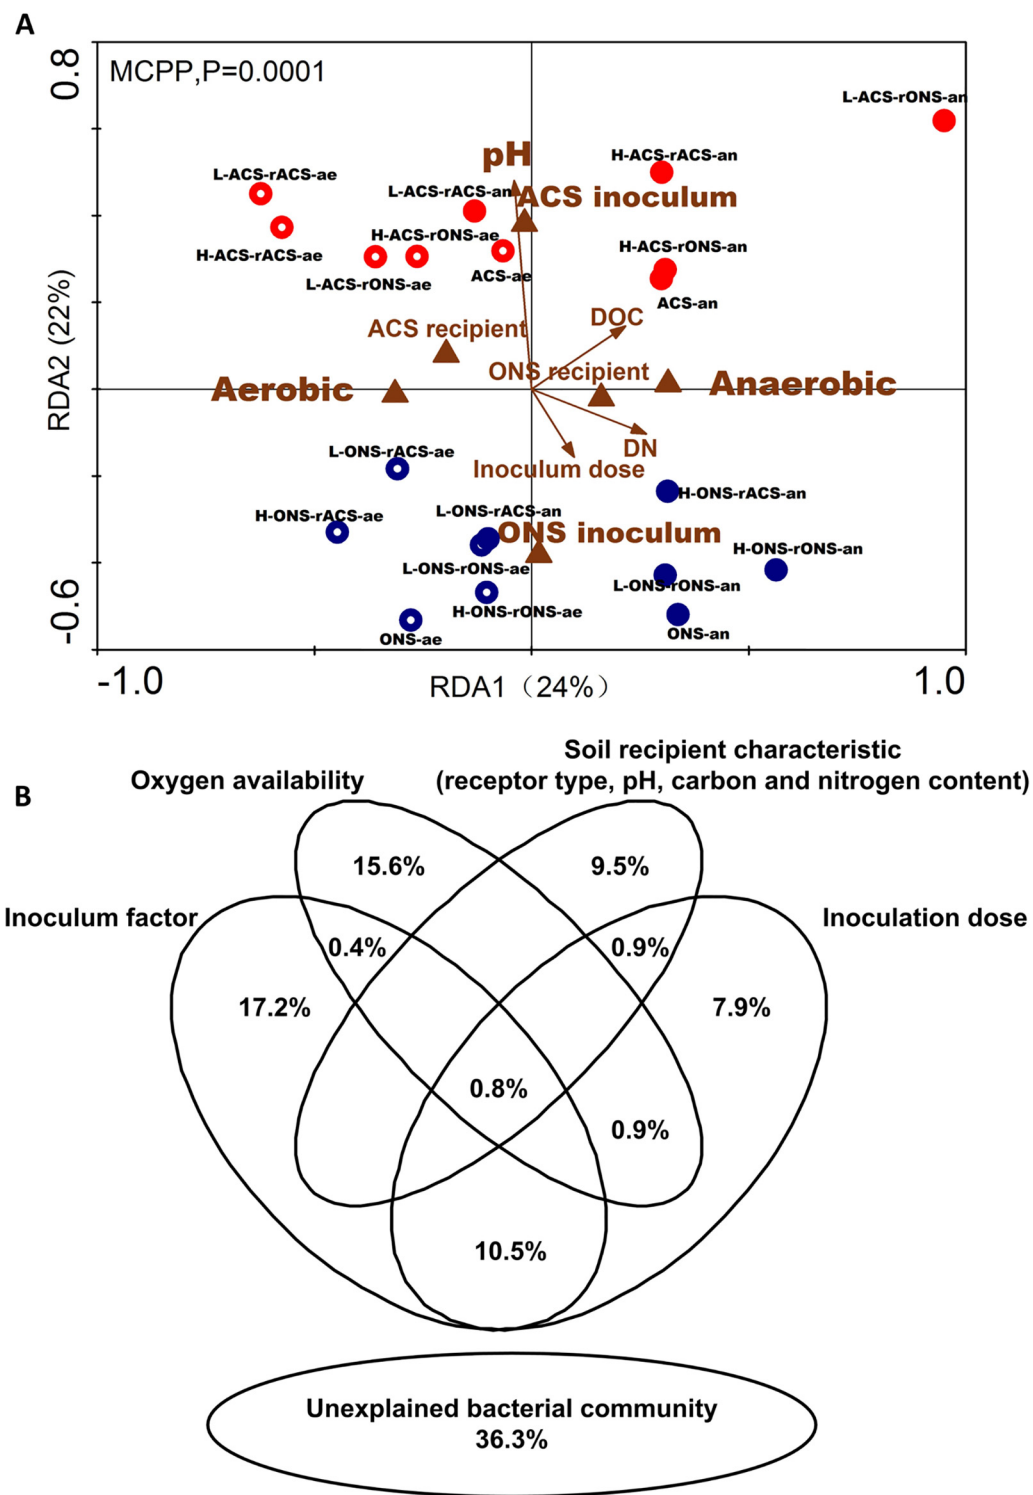 A
0.8
MCPP,P=0.0001
L-ACS-rONS-an
pH
H-ACS-rACS-an
L-ACS-rACS-ae
L-ACS-rACS-an
ACS inoculum
H-ACS-rONS-ae
H-ACS-rONS-an
H-ACS-rACS-ae
ACS-ae
L-ACS-rONS-ae
ACS-an
RDA2 (22%)
DOC
ACS recipient
ONS recipient
Aerobic
Anaerobic
DN
L-ONS-rACS-ae
Inoculum dose
H-ONS-rACS-an
L-ONS-rACS-an
H-ONS-rACS-ae
ONS inoculum
H-ONS-rONS-an
L-ONS-rONS-ae
L-ONS-rONS-an
H-ONS-rONS-ae
-0.6
ONS-ae
ONS-an
-1.0
RDA1（24%）
1.0
B
Soil recipient characteristic
Oxygen availability
(receptor type, pH, carbon and nitrogen content)
15.6%
9.5%
Inoculum factor
Inoculation dose
0.4%
0.9%
17.2%
7.9%
0.8%
0.9%
10.5%
Unexplained bacterial community
36.3%